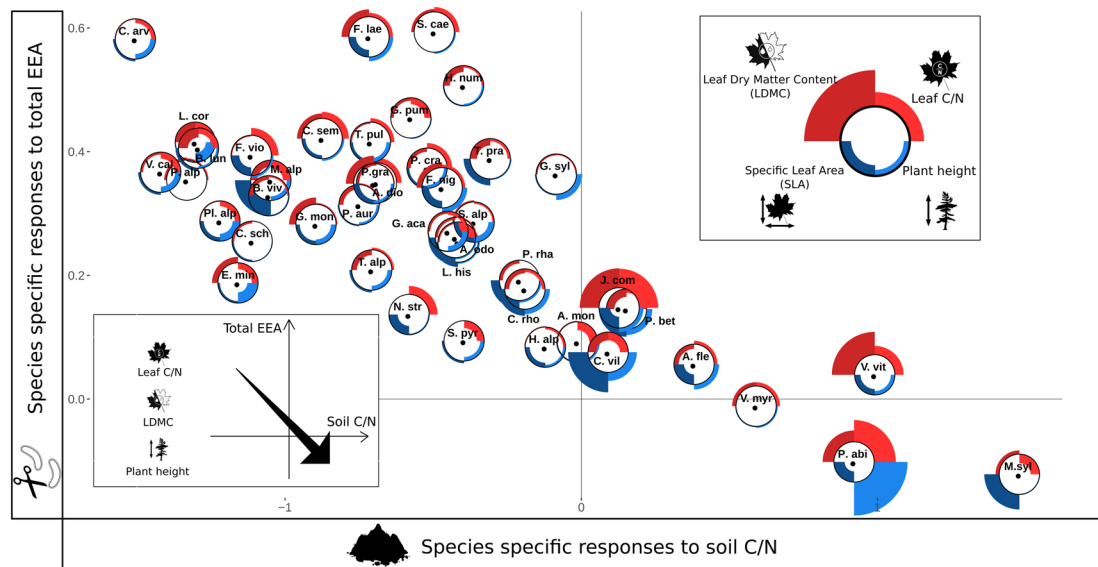 Species specific responses to total EEA
0.6-
0.4-
0.2-
0.0-
C. arv
F. lae
S. cae
H. num
G. pum
L. cor
C. sem
T. pul
T. pra
F. vio
B. lun
V. cal
P. alp
M. alp
B. viv
P. gra
A. dio
P. cra
F. nig
G. syl
Pl. alp
C. sch
G. mon
P. aur
G. aca
S. alp
A. odo
L. his
E. min
T. alp
P. rha
N. str
C. rho
J. com
P. bet
S. pyr
H. alp
A. mon
C. vil
A. fle
V. vit
V. myr
P. abi
M.syl
Leaf Dry Matter Content
(LDMC)
C
N
Leaf C/N
Specific Leaf Area
(SLA)
Plant height
Total EEA
Soil C/N
Leaf C/N
LDMC
Plant height
−1
0
1
Species specific responses to soil C/N